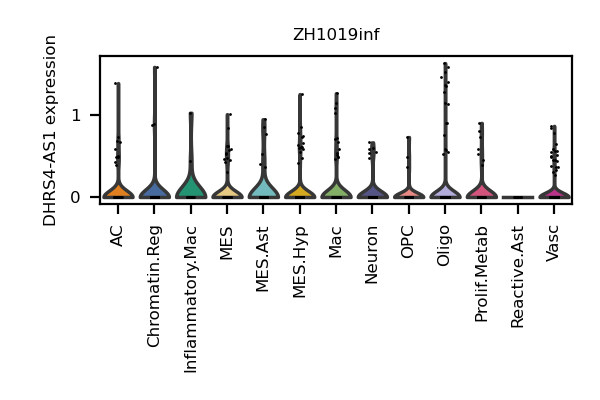 ZH1019inf
DHRS4-AS1 expression
1
0
AC
Chromatin.Reg
Inflammatory.Mac
MES
MES.Ast
MES.Hyp
Mac
Neuron
OPC
Oligo
Prolif.Metab
Reactive.Ast
Vasc